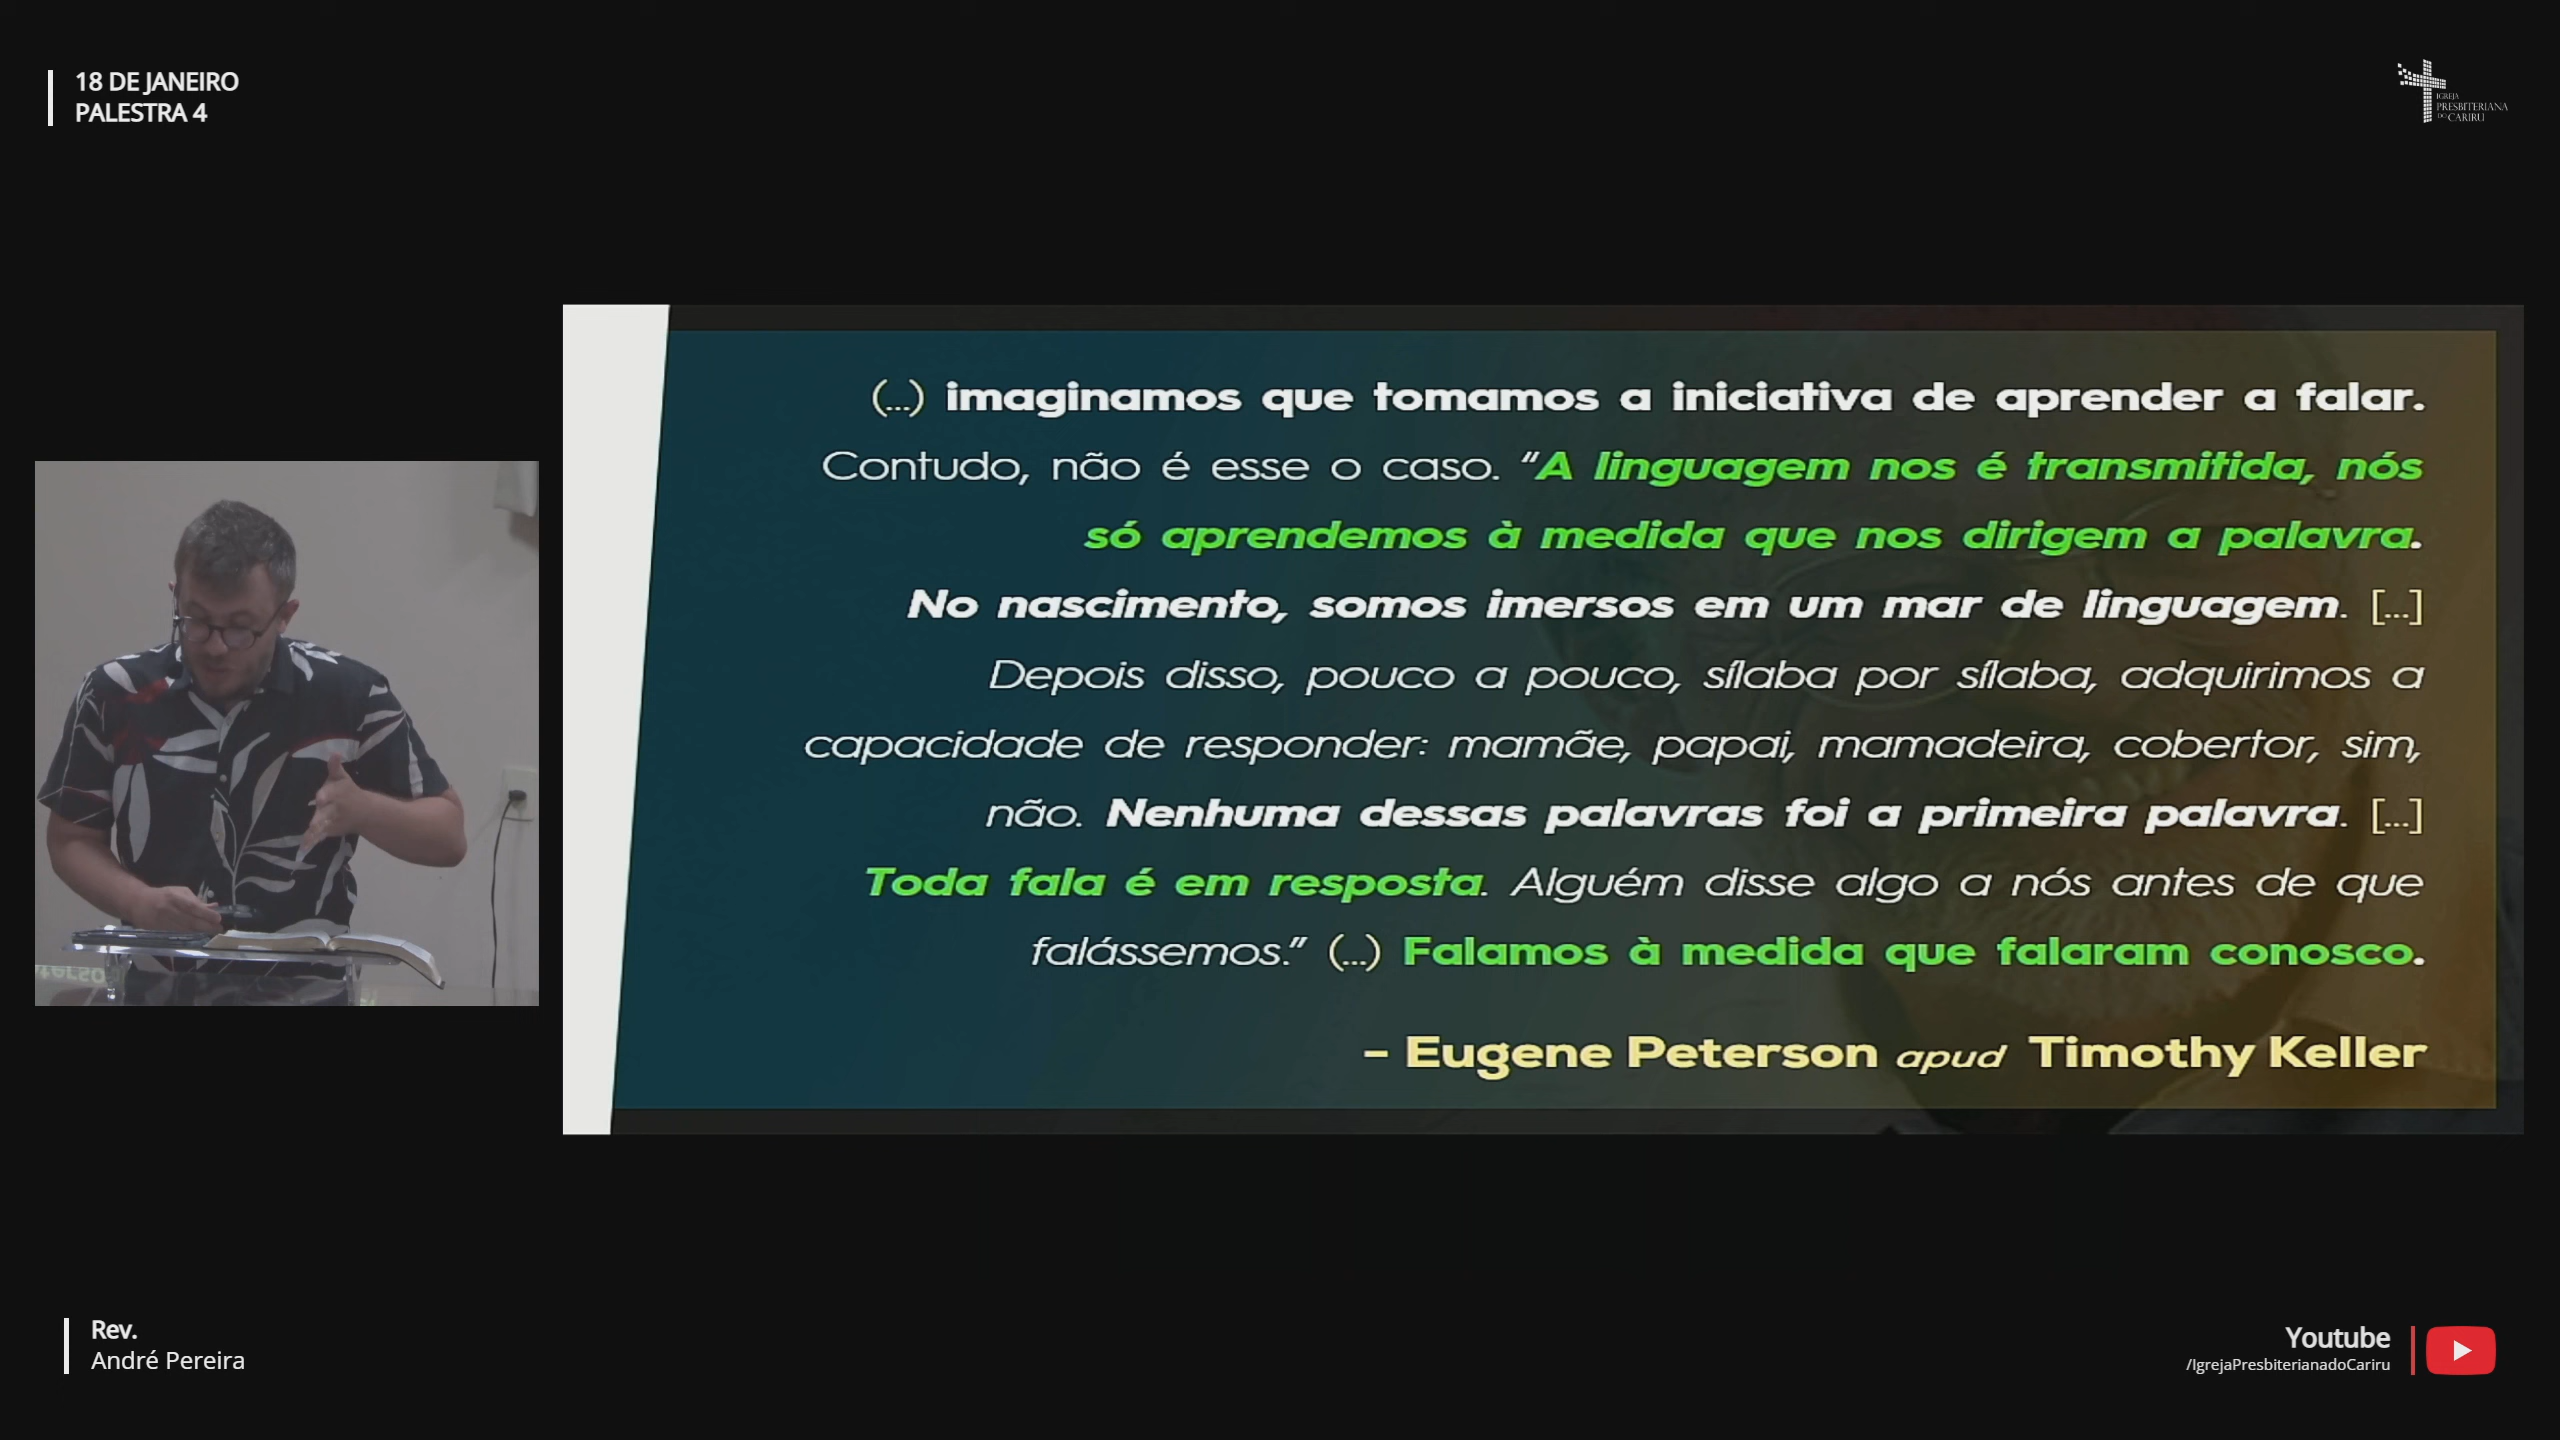 18 DE JANEIRO
PALESTRA 4
IGREJA
PRESBITERIANA
DO CARIRU
(...) imaginamos que tomamos a iniciativa de aprender a falar.
Contudo, não é esse o caso. “A linguagem nos é transmitida, nós
só aprendemos à medida que nos dirigem a palavra.
No nascimento, somos imersos em um mar de linguagem. [...]
Depois disso, pouco a pouco, sílaba por sílaba, adquirimos a
capacidade de responder: mamãe, papai, mamadeira, cobertor, sim,
não. Nenhuma dessas palavras foi a primeira palavra. [...]
Toda fala é em resposta. Alguém disse algo a nós antes de que
falássemos.” (...) Falamos à medida que falaram conosco.
– Eugene Peterson apud Timothy Keller
Rev.
André Pereira
Youtube
/IgrejaPresbiterianadoCariru